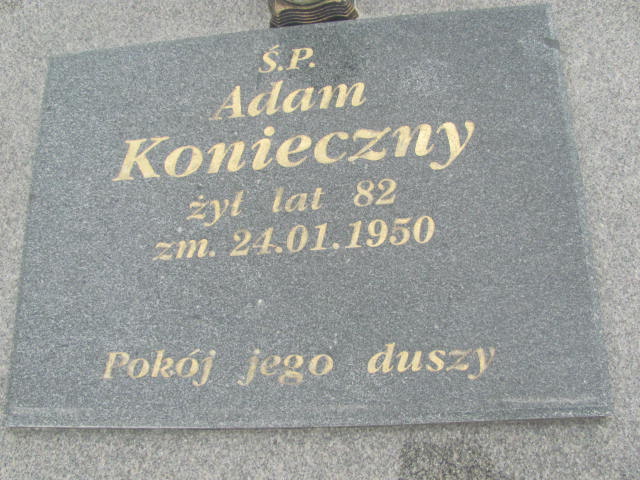 Ś.P.
Adam
Konieczny
żył lat 82
zm. 24.01.1950
Pokój jego duszy